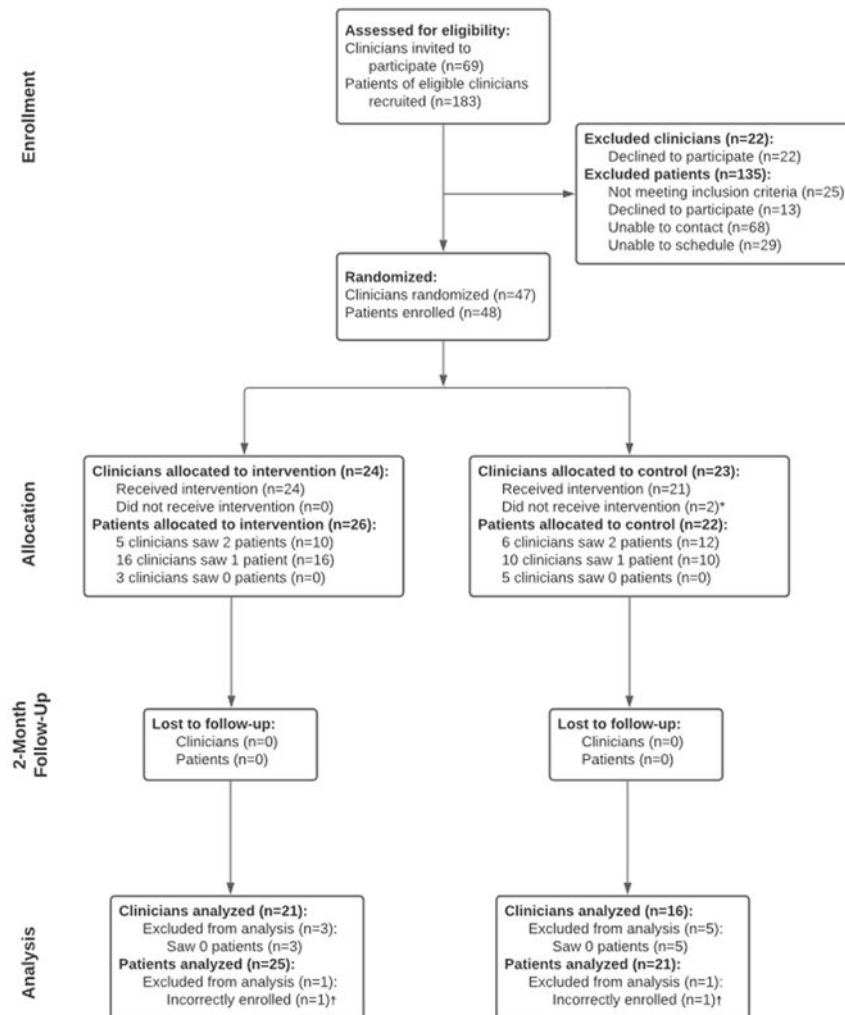 Enrollment
Assessed for eligibility:
Clinicians invited to
participate (n=69)
Patients of eligible clinicians
recruited (n=183)
Excluded clinicians (n=22):
Declined to participate (n=22)
Excluded patients (n=135):
Not meeting inclusion criteria (n=25)
Declined to participate (n=13)
Unable to contact (n=68)
Unable to schedule (n=29)
Randomized:
Clinicians randomized (n=47)
Patients enrolled (n=48)
Allocation
Clinicians allocated to intervention (n=24):
Received intervention (n=24)
Did not receive intervention (n=0)
Patients allocated to intervention (n=26):
5 clinicians saw 2 patients (n=10)
16 clinicians saw 1 patient (n=16)
3 clinicians saw 0 patients (n=0)
Clinicians allocated to control (n=23):
Received intervention (n=21)
Did not receive intervention (n=2)*
Patients allocated to control (n=22):
6 clinicians saw 2 patients (n=12)
10 clinicians saw 1 patient (n=10)
5 clinicians saw 0 patients (n=0)
2-Month
Follow-Up
Lost to follow-up:
Clinicians (n=0)
Patients (n=0)
Lost to follow-up:
Clinicians (n=0)
Patients (n=0)
Analysis
Clinicians analyzed (n=21):
Excluded from analysis (n=3):
Saw 0 patients (n=3)
Patients analyzed (n=25):
Excluded from analysis (n=1):
Incorrectly enrolled (n=1)↑
Clinicians analyzed (n=16):
Excluded from analysis (n=5):
Saw 0 patients (n=5)
Patients analyzed (n=21):
Excluded from analysis (n=1):
Incorrectly enrolled (n=1)↑